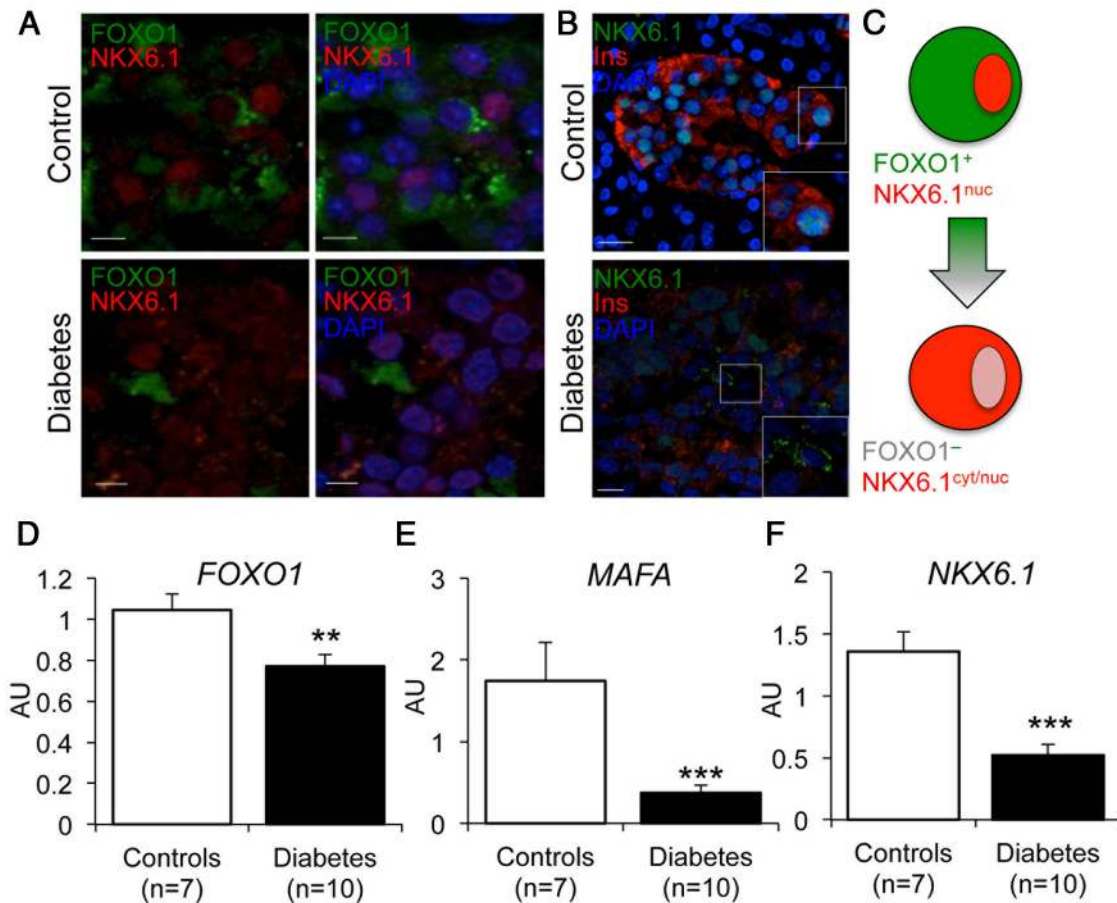 A
FOXO1
NKX6.1
FOXO1
NKX6.1
DAPI
Control
FOXO1
NKX6.1
FOXO1
NKX6.1
DAPI
Diabetes
B
NKX6.1
Ins
DAPI
Control
NKX6.1
Ins
DAPI
Diabetes
C
FOXO1⁺
NKX6.1ⁿᵘᶜ
FOXO1⁻
NKX6.1ᶜʸᵗ/ⁿᵘᶜ
D
FOXO1
AU
1.2
1
0.8
0.6
0.4
0.2
0
**
Controls
(n=7)
Diabetes
(n=10)
E
MAFA
AU
3
2
1
0
***
Controls
(n=7)
Diabetes
(n=10)
F
NKX6.1
AU
2
1.5
1
0.5
0
***
Controls
(n=7)
Diabetes
(n=10)